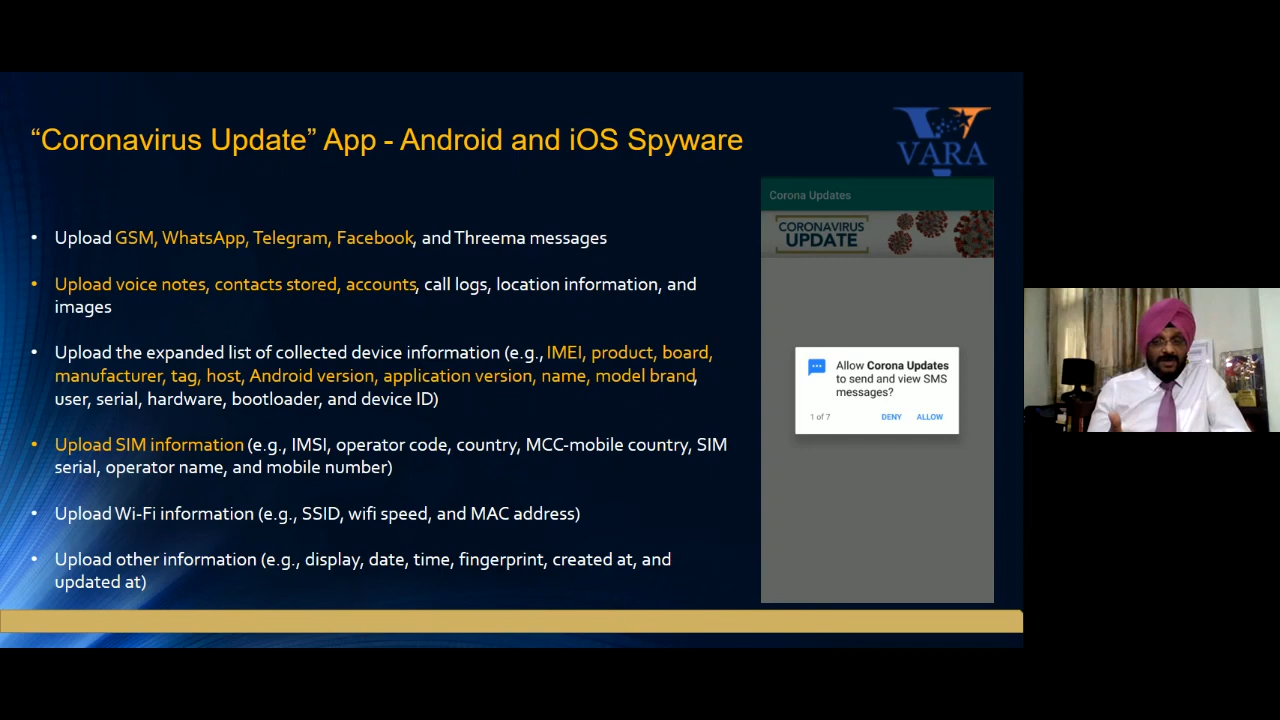 “Coronavirus Update” App - Android and iOS Spyware
VARA
• Upload GSM, WhatsApp, Telegram, Facebook, and Threema messages
• Upload voice notes, contacts stored, accounts, call logs, location information, and
images
• Upload the expanded list of collected device information (e.g., IMEI, product, board,
manufacturer, tag, host, Android version, application version, name, model brand,
user, serial, hardware, bootloader, and device ID)
• Upload SIM information (e.g., IMSI, operator code, country, MCC-mobile country, SIM
serial, operator name, and mobile number)
• Upload Wi-Fi information (e.g., SSID, wifi speed, and MAC address)
• Upload other information (e.g., display, date, time, fingerprint, created at, and
updated at)
Corona Updates
CORONAVIRUS
UPDATE
Allow Corona Updates
to send and view SMS
messages?
1 of 7 DENY ALLOW